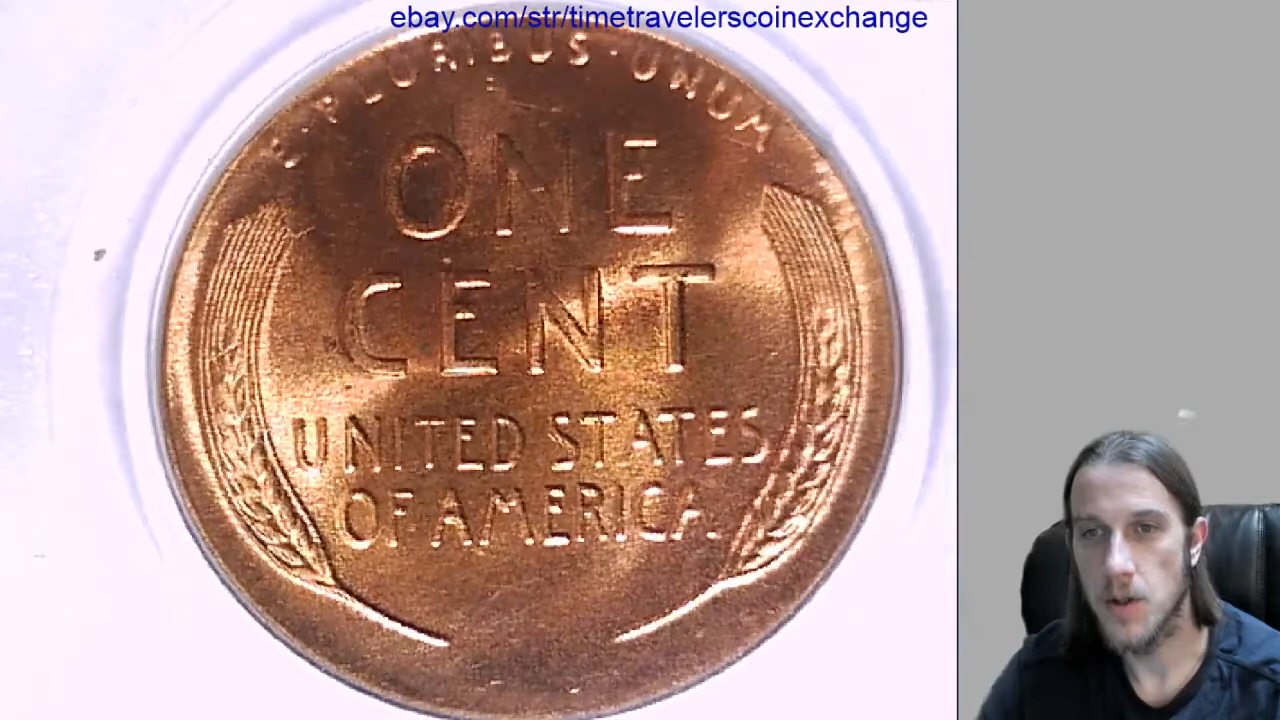 ebay.com/str/timetravelerscoinexchange
E·PLURIBUS·UNUM
ONE
CENT
UNITED STATES
OF AMERICA